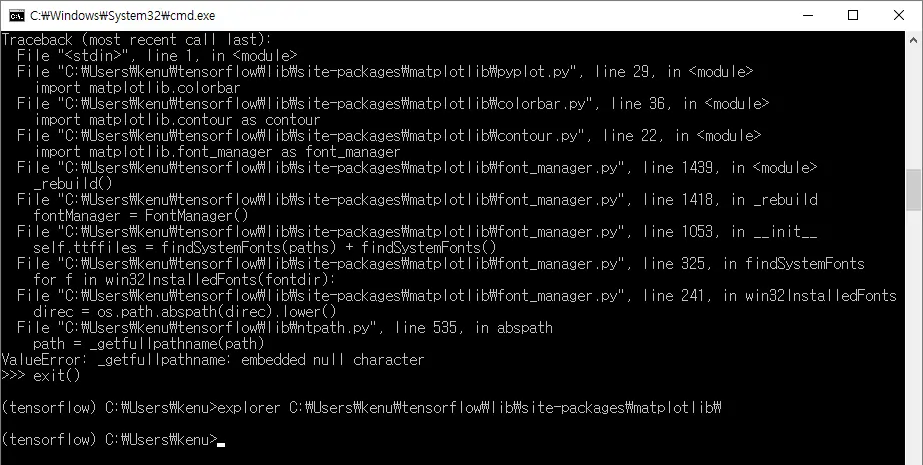 C:₩Windows₩System32₩cmd.exe
Traceback (most recent call last):
  File "<stdin>", line 1, in <module>
  File "C:₩Users₩kenu₩tensorflow₩lib₩site-packages₩matplotlib₩pyplot.py", line 29, in <module>
    import matplotlib.colorbar
  File "C:₩Users₩kenu₩tensorflow₩lib₩site-packages₩matplotlib₩colorbar.py", line 36, in <module>
    import matplotlib.contour as contour
  File "C:₩Users₩kenu₩tensorflow₩lib₩site-packages₩matplotlib₩contour.py", line 22, in <module>
    import matplotlib.font_manager as font_manager
  File "C:₩Users₩kenu₩tensorflow₩lib₩site-packages₩matplotlib₩font_manager.py", line 1439, in <module>
    _rebuild()
  File "C:₩Users₩kenu₩tensorflow₩lib₩site-packages₩matplotlib₩font_manager.py", line 1418, in _rebuild
    fontManager = FontManager()
  File "C:₩Users₩kenu₩tensorflow₩lib₩site-packages₩matplotlib₩font_manager.py", line 1053, in __init__
    self.ttffiles = findSystemFonts(paths) + findSystemFonts()
  File "C:₩Users₩kenu₩tensorflow₩lib₩site-packages₩matplotlib₩font_manager.py", line 325, in findSystemFonts
    for f in win32InstalledFonts(fontdir):
  File "C:₩Users₩kenu₩tensorflow₩lib₩site-packages₩matplotlib₩font_manager.py", line 241, in win32InstalledFonts
    direc = os.path.abspath(direc).lower()
  File "C:₩Users₩kenu₩tensorflow₩lib₩ntpath.py", line 535, in abspath
    path = _getfullpathname(path)
ValueError: _getfullpathname: embedded null character
>>> exit()
(tensorflow) C:₩Users₩kenu>explorer C:₩Users₩kenu₩tensorflow₩lib₩site-packages₩matplotlib₩
(tensorflow) C:₩Users₩kenu>